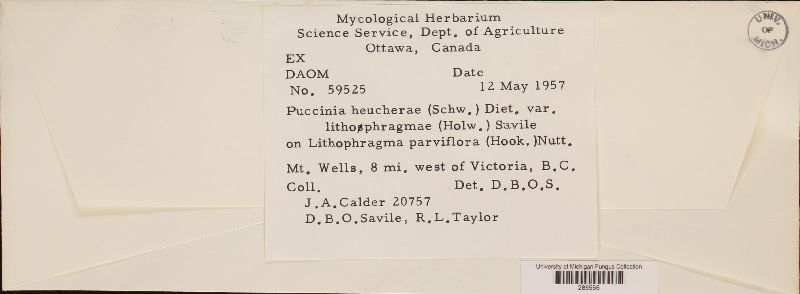 Mycological Herbarium
Science Service, Dept. of Agriculture
Ottawa, Canada
EX
DAOM Date
No. 59525 12 May 1957
Puccinia heucherae (Schw.) Diet. var.
lithosphragmae (Holw.) Savile
on Lithophragma parviflora (Hook.)Nutt.
Mt. Wells, 8 mi. west of Victoria, B.C.
Coll. Det. D.B.O.S.
J.A.Calder 20757
D.B.O.Savile, R.L.Taylor
UNIV.
OF
MICH.
University of Michigan Fungus Collection